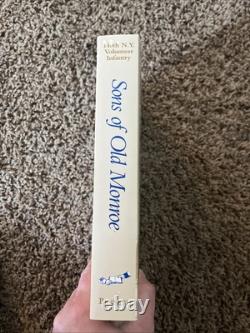 140th N.Y.
Volunteer
Infantry
Sons of Old Monroe